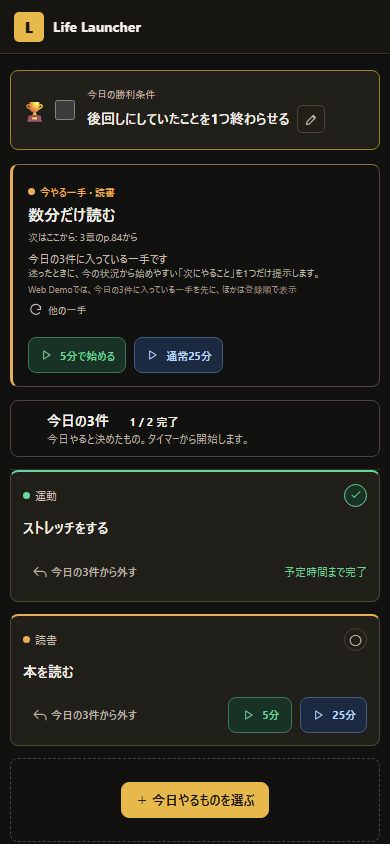 L Life Launcher
今日の勝利条件
後回しにしていたことを1つ終わらせる
今やる一手・読書
数分だけ読む
次はここから: 3章のp.84から
今日の3件に入っている一手です
迷ったときに、今の状況から始めやすい「次にやること」を1つだけ提示します。
Web Demoでは、今日の3件に入っている一手を先に、ほかは登録順で表示
他の一手
5分で始める 通常25分
今日の3件 1 / 2 完了
今日やると決めたもの。タイマーから開始します。
運動
ストレッチをする
今日の3件から外す 予定時間まで完了
読書
本を読む
今日の3件から外す 5分 25分
+ 今日やるものを選ぶ